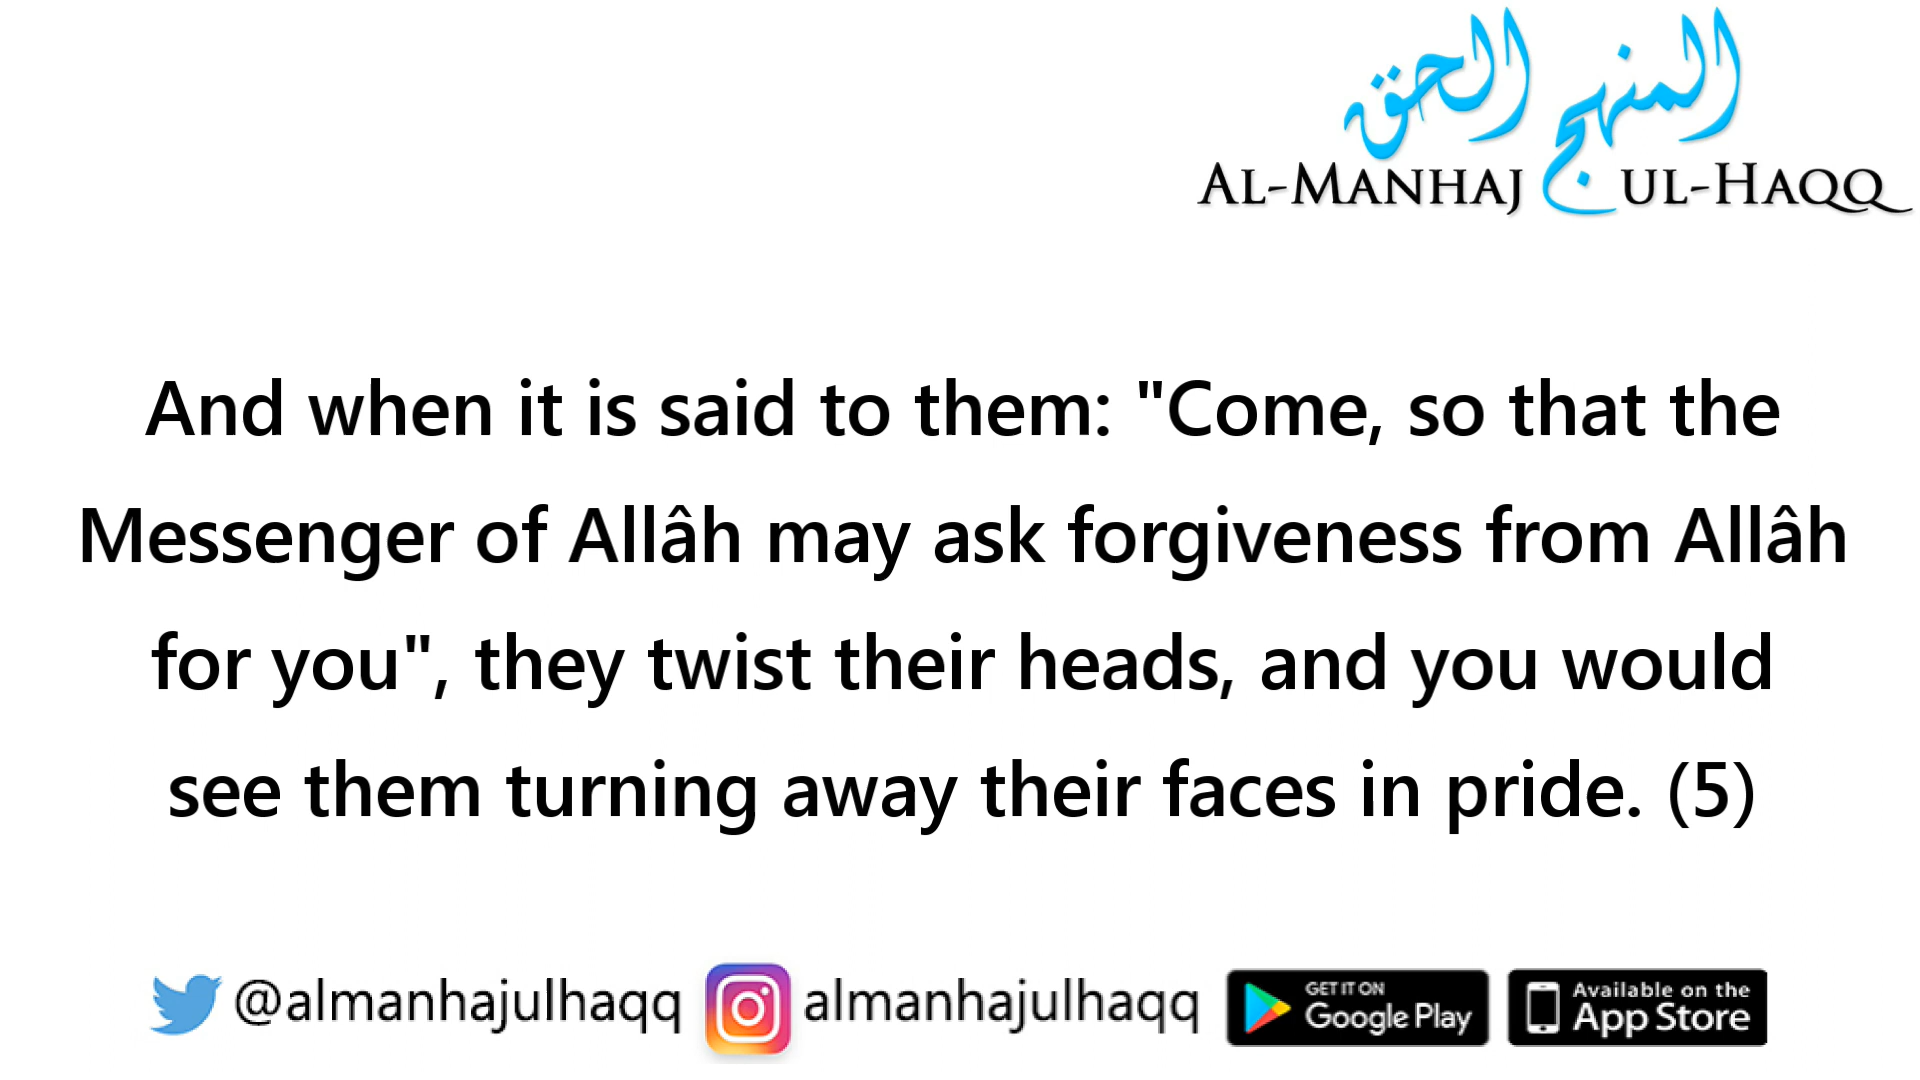 المنهج الحق
AL-MANHAJ UL-HAQQ
And when it is said to them: "Come, so that the
Messenger of Allâh may ask forgiveness from Allâh
for you", they twist their heads, and you would
see them turning away their faces in pride. (5)
@almanhajulhaqq almanhajulhaqq GET IT ON Google Play Available on the App Store